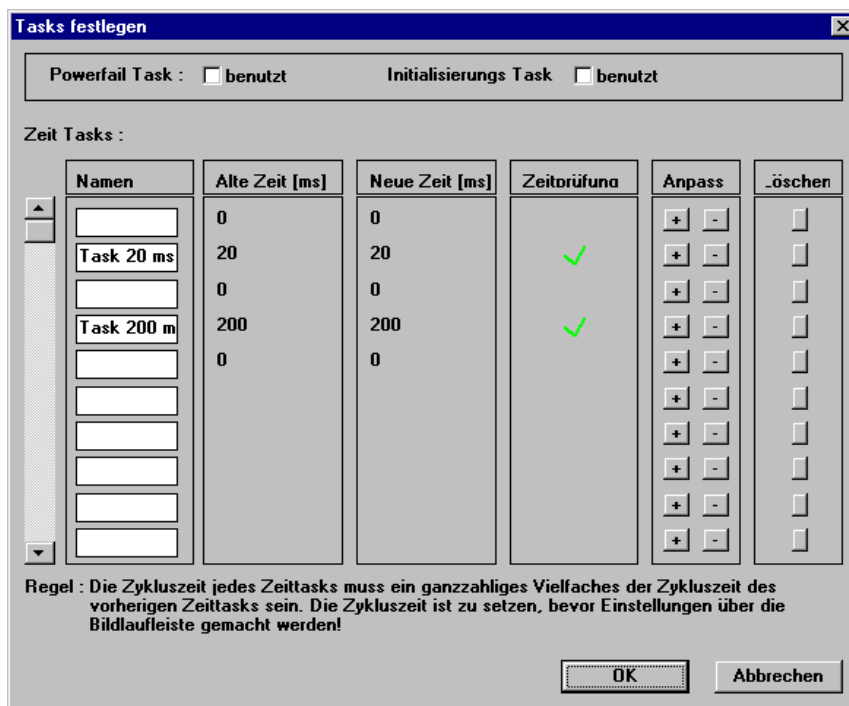 Tasks festlegen
Powerfail Task : benutzt Initialisierungs Task benutzt
Zeit Tasks :
Namen Alte Zeit [ms] Neue Zeit [ms] Zeitprüfung Anpass Löschen
0 0 + -
Task 20 ms 20 20 + -
0 0 + -
Task 200 m 200 200 + -
0 0 + -
+ -
+ -
+ -
+ -
+ -
Regel : Die Zykluszeit jedes Zeittasks muss ein ganzzahliges Vielfaches der Zykluszeit des
vorherigen Zeittasks sein. Die Zykluszeit ist zu setzen, bevor Einstellungen über die
Bildlaufleiste gemacht werden!
OK Abbrechen